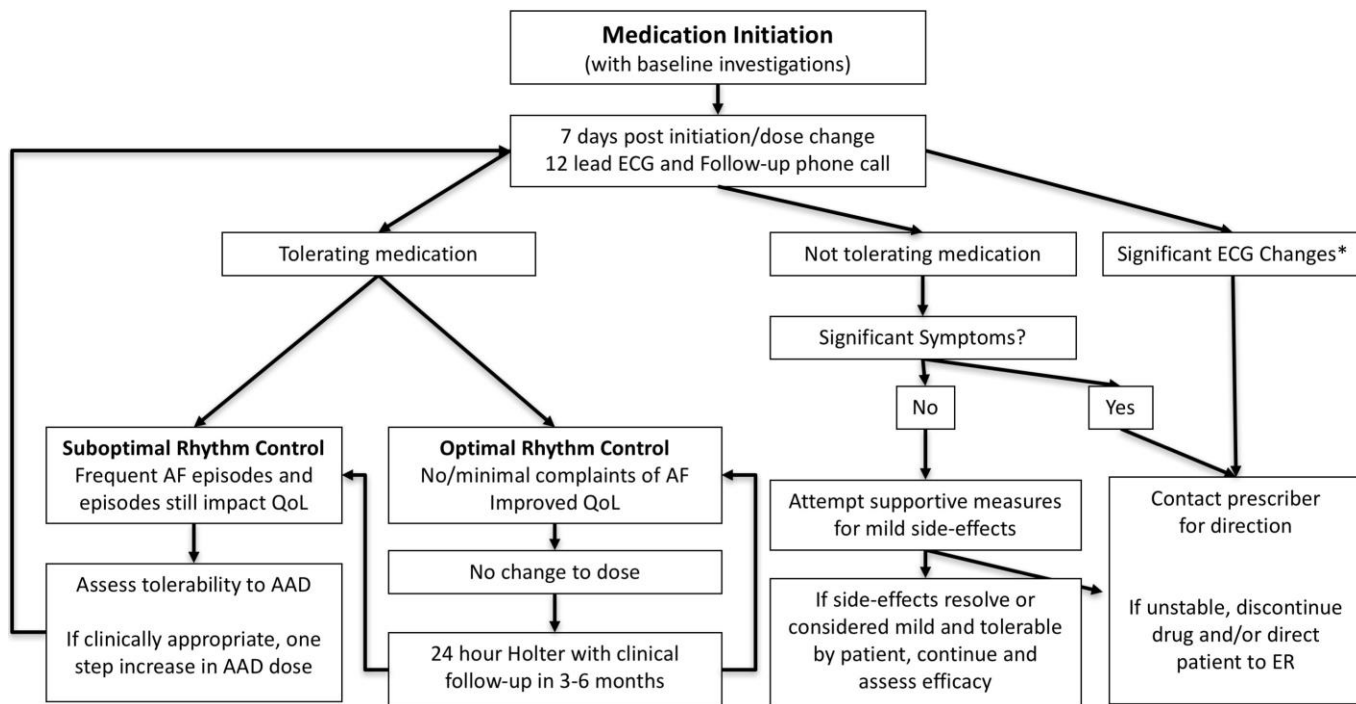 Medication Initiation
(with baseline investigations)
7 days post initiation/dose change
12 lead ECG and Follow-up phone call
Tolerating medication
Not tolerating medication
Significant ECG Changes*
Significant Symptoms?
No
Yes
Suboptimal Rhythm Control
Frequent AF episodes and
episodes still impact QoL
Optimal Rhythm Control
No/minimal complaints of AF
Improved QoL
Attempt supportive measures
for mild side-effects
Contact prescriber
for direction
If unstable, discontinue
drug and/or direct
patient to ER
No change to dose
Assess tolerability to AAD
If clinically appropriate, one
step increase in AAD dose
24 hour Holter with clinical
follow-up in 3-6 months
If side-effects resolve or
considered mild and tolerable
by patient, continue and
assess efficacy